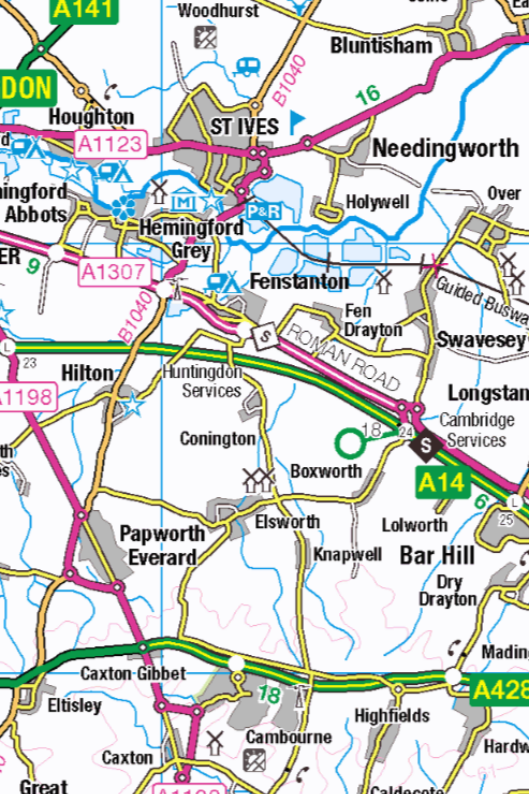 A141
Woodhurst
Bluntisham
DON
B1040
16
Houghton
ST IVES
A1123
Needingworth
Holywell
Over
Abbots
M
P&R
Hemingford
Grey
ER
9
A1307
Fenstanton
Guided Busway
B1040
Fen
Drayton
Swavesey
S
ROMAN ROAD
L
23
Hilton
Huntingdon
Services
Longstan
1198
Cambridge
Services
18
24
S
Conington
Boxworth
A14
6
L
25
Elsworth
Lolworth
Papworth
Everard
Knapwell
Bar Hill
Dry
Drayton
Madin
Caxton Gibbet
18
A428
Eltisley
Highfields
Cambourne
Hardw
Caxton
61
Great
Caldecote